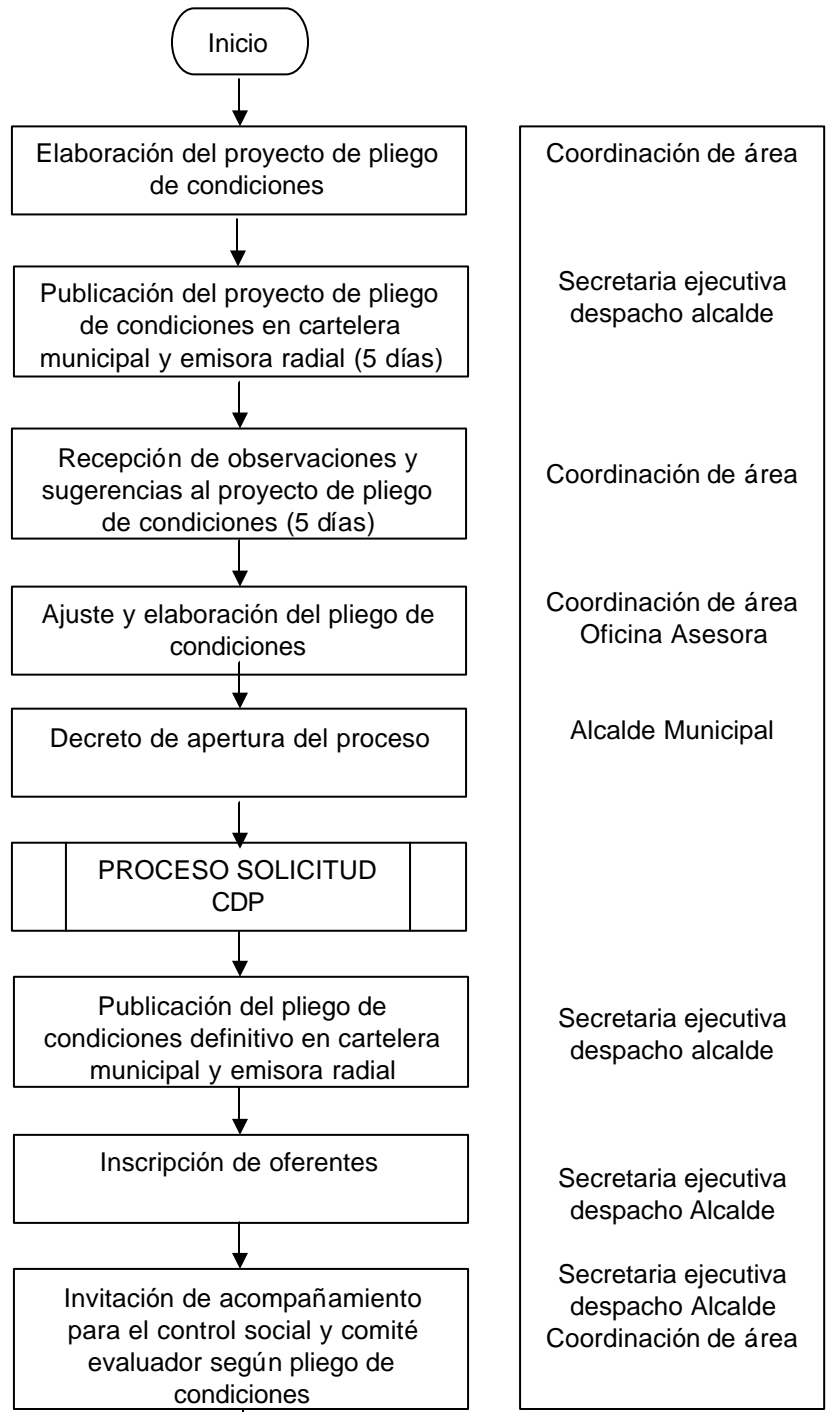 Inicio
Elaboración del proyecto de pliego
de condiciones
Coordinación de área
Publicación del proyecto de pliego
de condiciones en cartelera
municipal y emisora radial (5 días)
Secretaria ejecutiva
despacho alcalde
Recepción de observaciones y
sugerencias al proyecto de pliego
de condiciones (5 días)
Coordinación de área
Ajuste y elaboración del pliego de
condiciones
Coordinación de área
Oficina Asesora
Decreto de apertura del proceso
Alcalde Municipal
PROCESO SOLICITUD
CDP
Publicación del pliego de
condiciones definitivo en cartelera
municipal y emisora radial
Secretaria ejecutiva
despacho alcalde
Inscripción de oferentes
Secretaria ejecutiva
despacho Alcalde
Invitación de acompañamiento
para el control social y comité
evaluador según pliego de
condiciones
Secretaria ejecutiva
despacho Alcalde
Coordinación de área